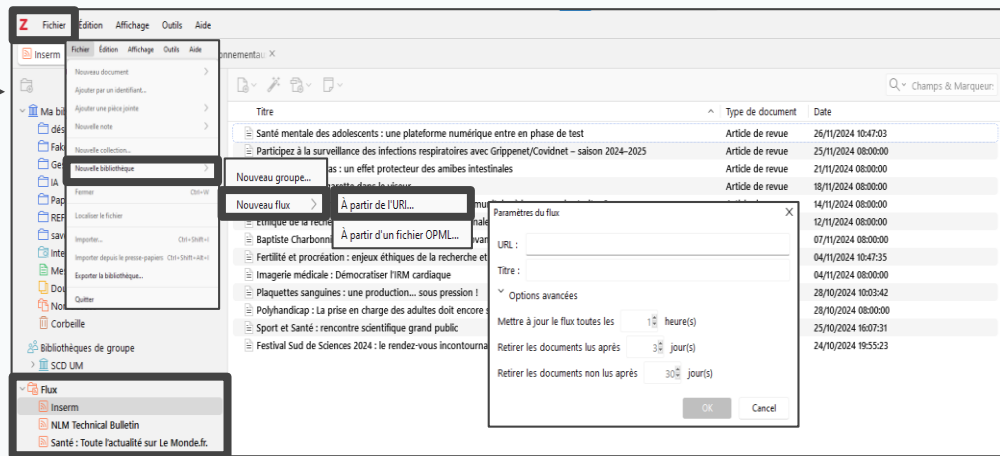 Z Fichier Édition Affichage Outils Aide
Inserm
Fichier Édition Affichage Outils Aide
Nouveau document
Ajouter par un identifiant...
Ajouter une pièce jointe
Nouvelle note
Nouvelle collection...
Nouvelle bibliothèque
Fermer Ctrl+W
Localiser le fichier
Importer... Ctrl+Shift+I
Importer depuis le presse-papiers Ctrl+Shift+Alt+I
Exporter la bibliothèque...
Quitter
Nouveau groupe...
Nouveau flux
À partir de l'URI...
À partir d'un fichier OPML...
Champs & Marqueur:
Titre Type de document Date
Santé mentale des adolescents : une plateforme numérique entre en phase de test Article de revue 26/11/2024 10:47:03
Participez à la surveillance des infections respiratoires avec Grippenet/Covidnet – saison 2024–2025 Article de revue 25/11/2024 08:00:00
: un effet protecteur des amibes intestinales Article de revue 21/11/2024 08:00:00
dans le viseur Article de revue 18/11/2024 08:00:00
14/11/2024 08:00:00
Éthique de la 12/11/2024 08:00:00
Baptiste 07/11/2024 08:00:00
Fertilité et procréation : enjeux éthiques de la recherche et 04/11/2024 10:47:35
Imagerie médicale : Démocratiser l'IRM cardiaque 04/11/2024 08:00:00
Plaquettes sanguines : une production... sous pression ! 28/10/2024 10:03:42
Polyhandicap : La prise en charge des adultes doit encore 28/10/2024 08:00:00
Sport et Santé : rencontre scientifique grand public 25/10/2024 16:07:31
Festival Sud de Sciences 2024 : le rendez-vous 24/10/2024 19:55:23
Paramètres du flux X
URL :
Titre :
Options avancées
Mettre à jour le flux toutes les 1 heure(s)
Retirer les documents lus après 3 jour(s)
Retirer les documents non lus après 30 jour(s)
OK Cancel
Ma
IA
Corbeille
Bibliothèques de groupe
SCD UM
Flux
Inserm
NLM Technical Bulletin
Santé : Toute l'actualité sur Le Monde.fr.